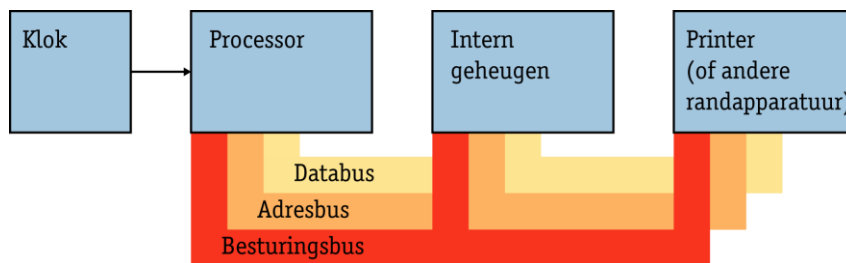 Klok
Processor
Intern
geheugen
Printer
(of andere
randapparatuur)
Databus
Adresbus
Besturingsbus